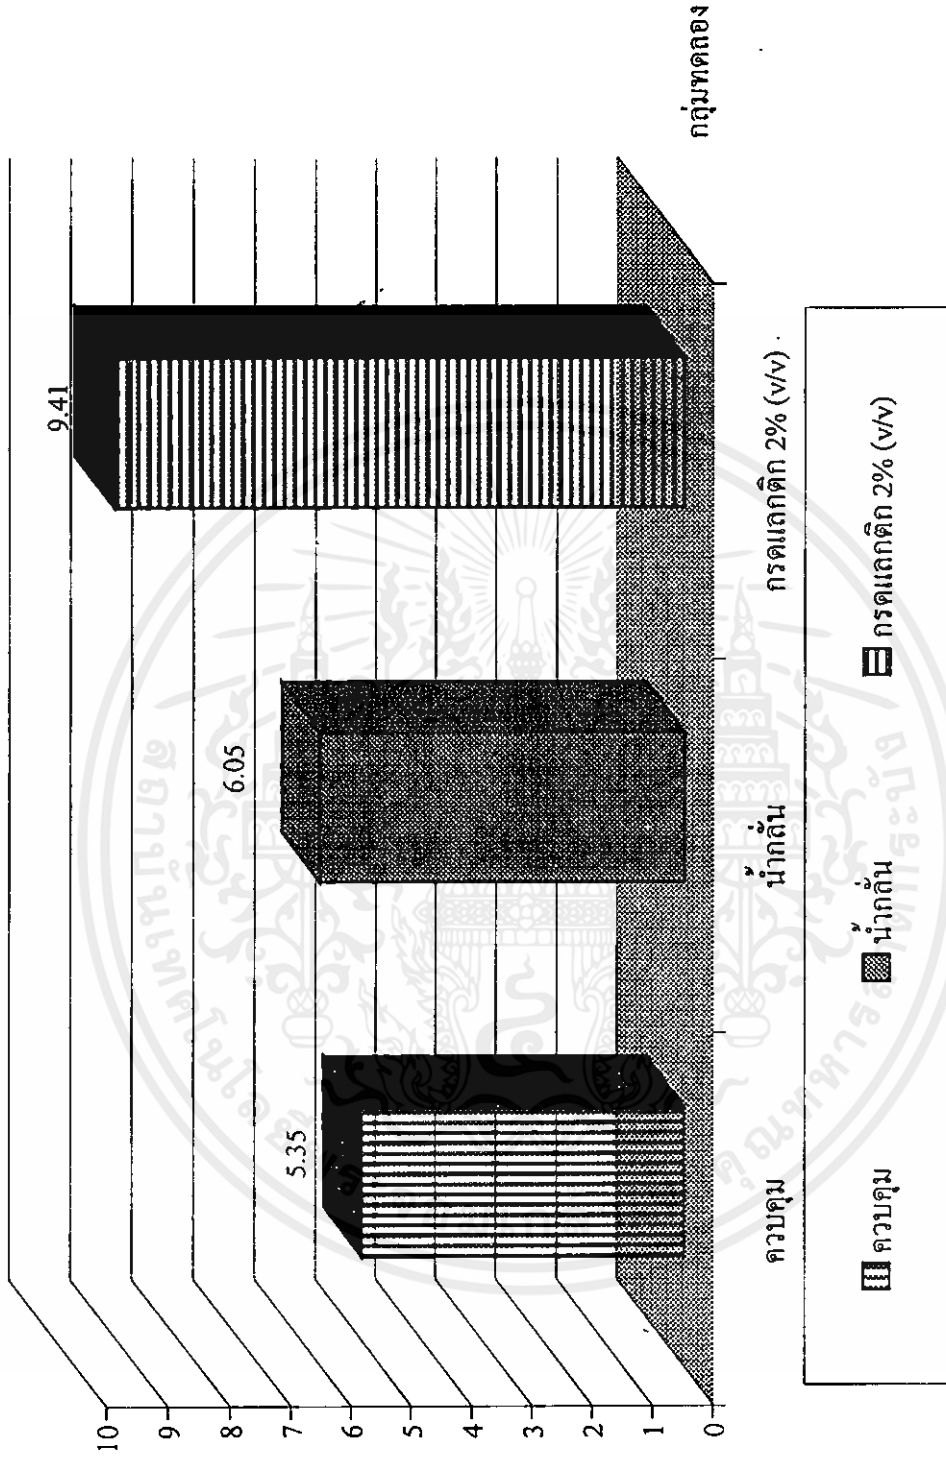 10
9
8
7
6
5
4
3
2
1
0
5.35
6.05
9.41
ควบคุม
น้ำกลั่น
กรดแลกติก 2% (v/v)
กลุ่มทดลอง
ควบคุม
น้ำกลั่น
กรดแลกติก 2% (v/v)